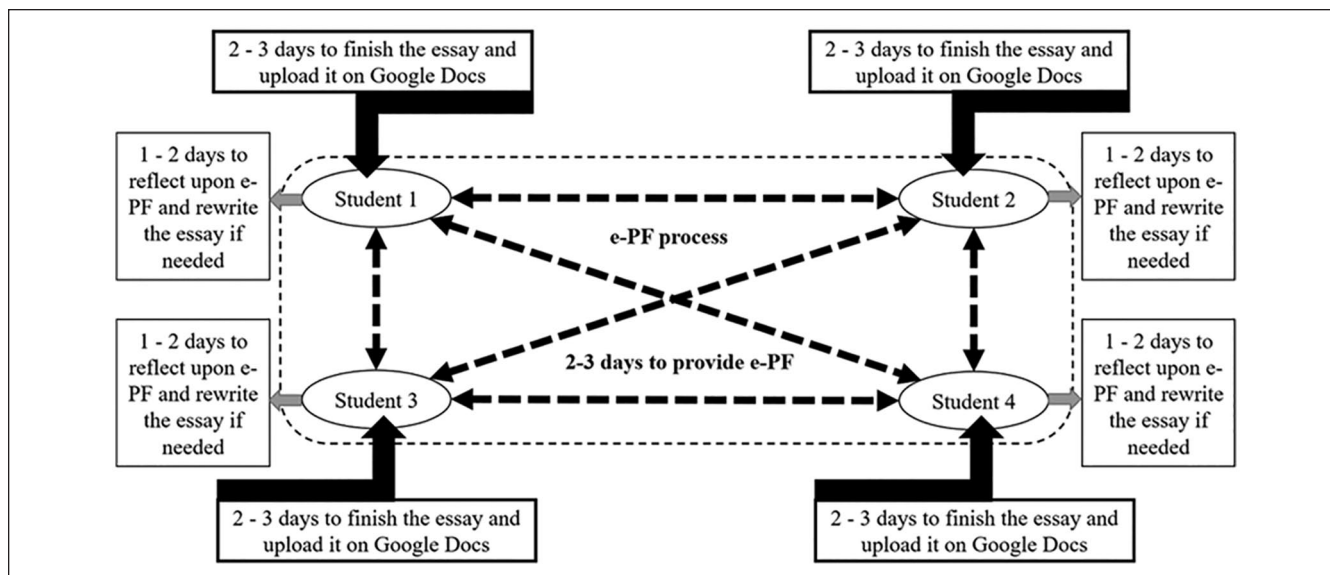 2 - 3 days to finish the essay and
upload it on Google Docs
2 - 3 days to finish the essay and
upload it on Google Docs
1 - 2 days to
reflect upon e-
PF and rewrite
the essay if
needed
Student 1
Student 2
1 - 2 days to
reflect upon e-
PF and rewrite
the essay if
needed
e-PF process
1 - 2 days to
reflect upon e-
PF and rewrite
the essay if
needed
2-3 days to provide e-PF
Student 3
Student 4
1 - 2 days to
reflect upon e-
PF and rewrite
the essay if
needed
2 - 3 days to finish the essay and
upload it on Google Docs
2 - 3 days to finish the essay and
upload it on Google Docs